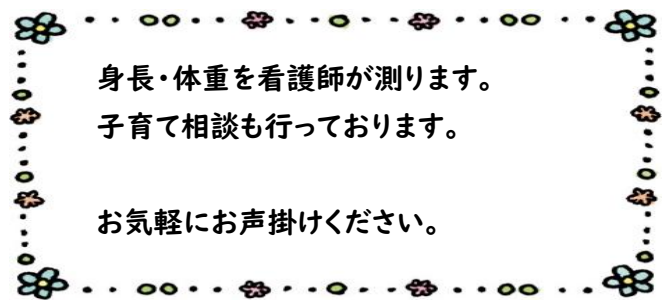 身長・体重を看護師が測ります。
子育て相談も行っております。
お気軽にお声掛けください。